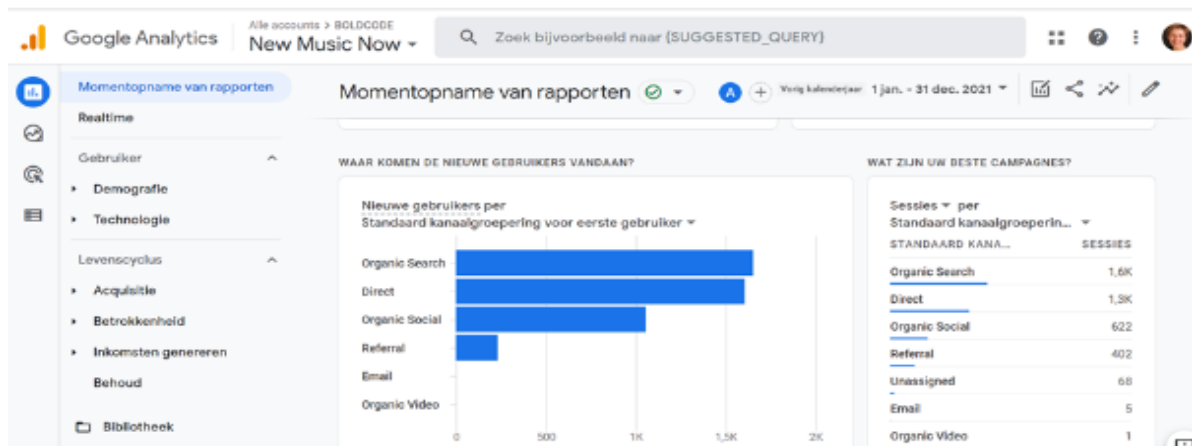 Alle accounts > BOLDCODE
Google Analytics
New Music Now
Zoek bijvoorbeeld naar {SUGGESTED_QUERY}
Momentopname van rapporten
Realtime
Gebruiker
Demografie
Technologie
Levenscyclus
Acquisitie
Betrokkenheid
Inkomsten genereren
Behoud
Bibliotheek
Momentopname van rapporten
A
Vorig kalenderjaar 1 jan. - 31 dec. 2021
WAAR KOMEN DE NIEUWE GEBRUIKERS VANDAAN?
Nieuwe gebruikers per
Standaard kanaalgroepering voor eerste gebruiker
Organic Search
Direct
Organic Social
Referral
Email
Organic Video
0 500 1K 1,5K 2K
WAT ZIJN UW BESTE CAMPAGNES?
Sessies per
Standaard kanaalgroeperin...
STANDAARD KANA... SESSIES
Organic Search 1,6K
Direct 1,3K
Organic Social 622
Referral 402
Unassigned 68
Email 5
Organic Video 1